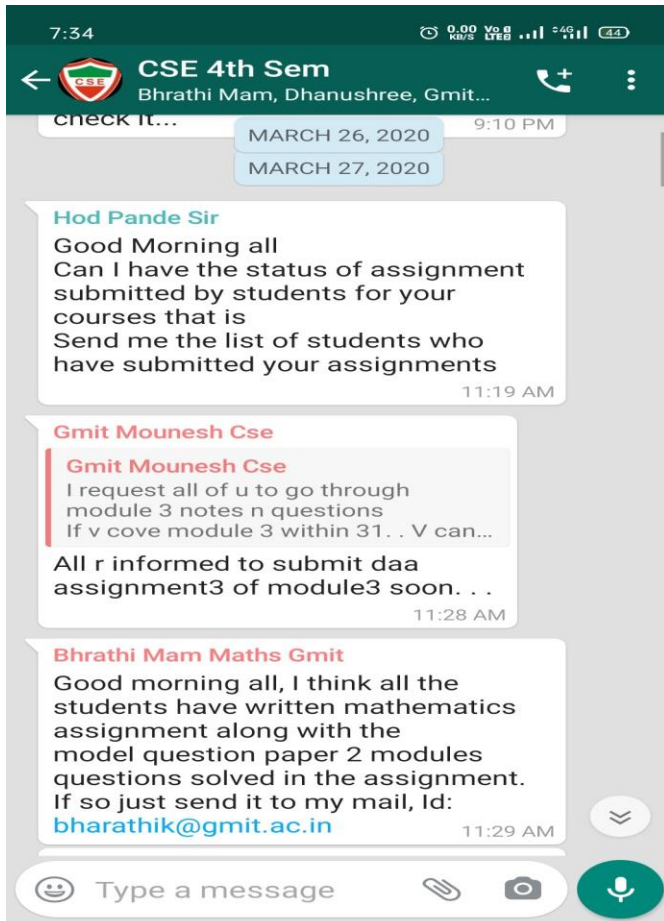 7:34
0.00 KB/S Vo LTE 4G 44
CSE
CSE 4th Sem
Bhrathi Mam, Dhanushree, Gmit...
check it...
9:10 PM
MARCH 26, 2020
MARCH 27, 2020
Hod Pande Sir
Good Morning all
Can I have the status of assignment
submitted by students for your
courses that is
Send me the list of students who
have submitted your assignments
11:19 AM
Gmit Mounesh Cse
Gmit Mounesh Cse
I request all of u to go through
module 3 notes n questions
If v cove module 3 within 31. . V can...
All r informed to submit daa
assignment3 of module3 soon. . .
11:28 AM
Bhrathi Mam Maths Gmit
Good morning all, I think all the
students have written mathematics
assignment along with the
model question paper 2 modules
questions solved in the assignment.
If so just send it to my mail, Id:
bharathik@gmit.ac.in
11:29 AM
Type a message